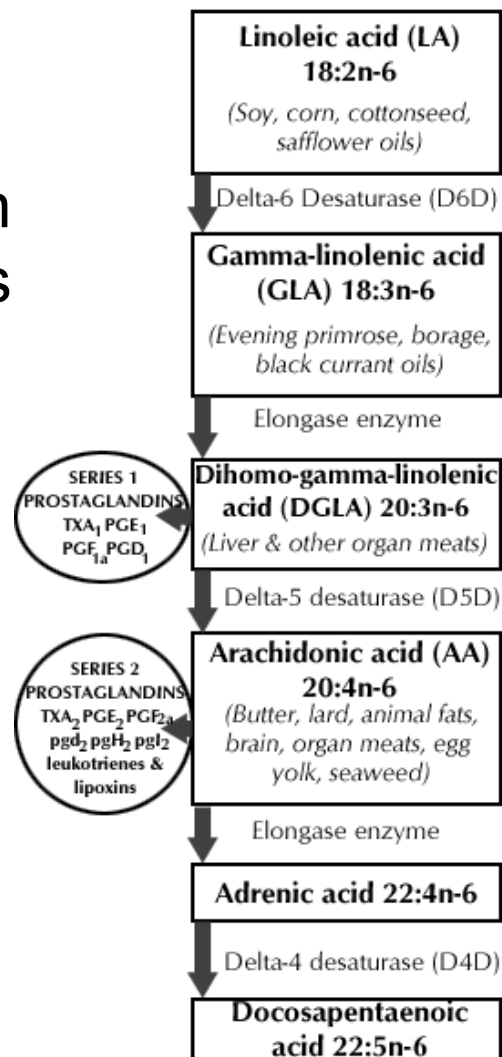 n
s
Linoleic acid (LA)
18:2n-6
(Soy, corn, cottonseed,
safflower oils)
Delta-6 Desaturase (D6D)
Gamma-linolenic acid
(GLA) 18:3n-6
(Evening primrose, borage,
black currant oils)
Elongase enzyme
SERIES 1
PROSTAGLANDINS
TXA1 PGE1
PGF1a PGD1
Dihomo-gamma-linolenic
acid (DGLA) 20:3n-6
(Liver & other organ meats)
Delta-5 desaturase (D5D)
SERIES 2
PROSTAGLANDINS
TXA2 PGE2 PGF2a
pgd2 pgH2 pgI2
leukotrienes &
lipoxins
Arachidonic acid (AA)
20:4n-6
(Butter, lard, animal fats,
brain, organ meats, egg
yolk, seaweed)
Elongase enzyme
Adrenic acid 22:4n-6
Delta-4 desaturase (D4D)
Docosapentaenoic
acid 22:5n-6